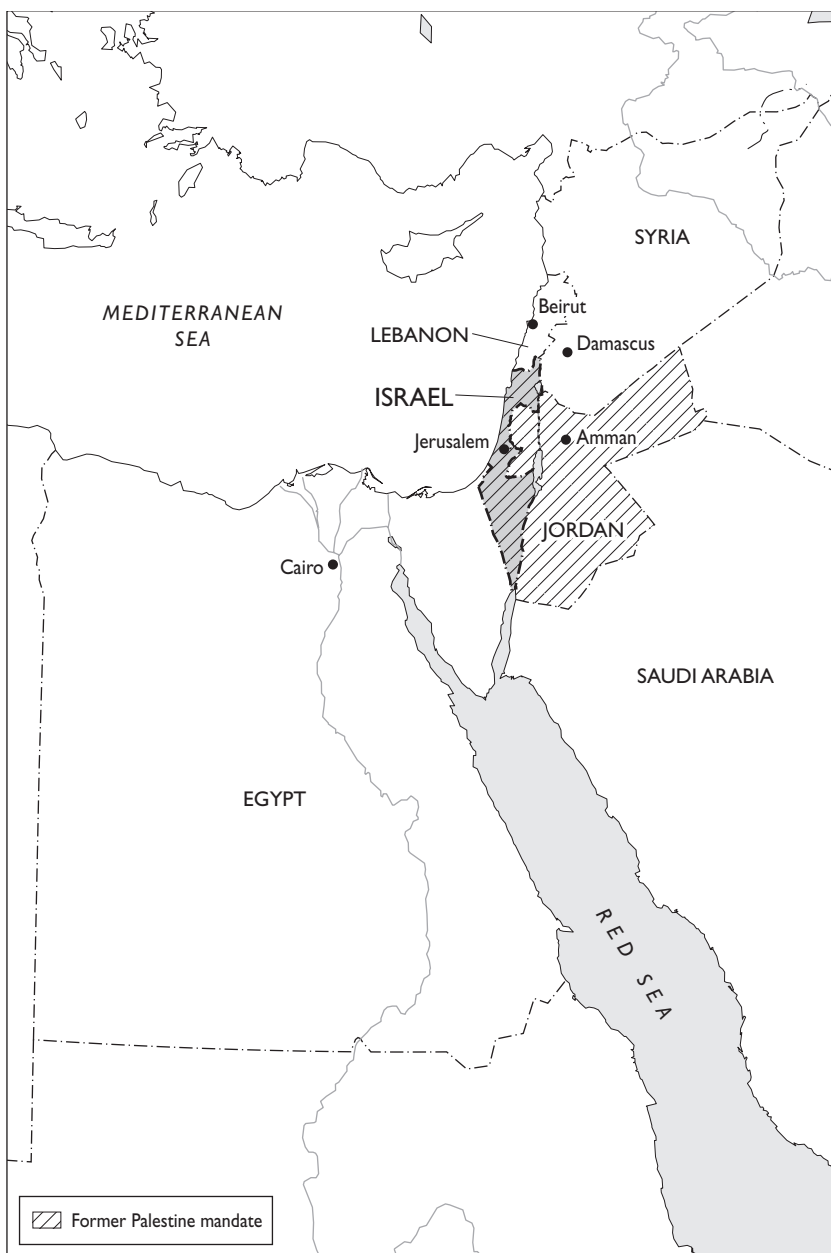 SYRIA
MEDITERRANEAN
SEA
Beirut
LEBANON
Damascus
ISRAEL
Jerusalem
Amman
JORDAN
Cairo
SAUDI ARABIA
EGYPT
RED SEA
Former Palestine mandate